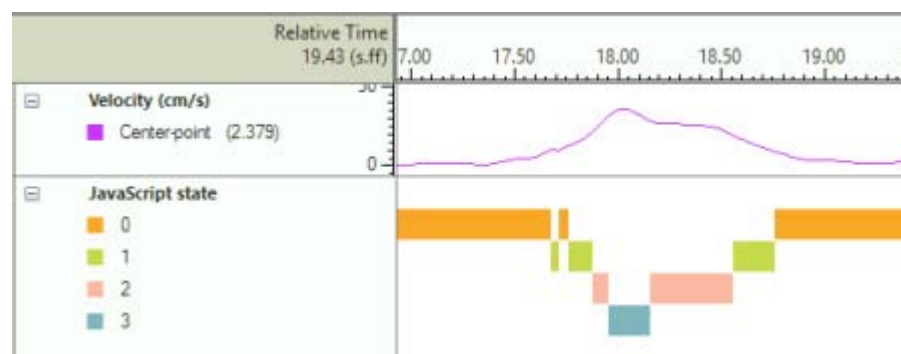 Relative Time
19.43 (s.ff)
7.00 17.50 18.00 18.50 19.00
Velocity (cm/s)
Center-point (2.379)
0
JavaScript state
0
1
2
3